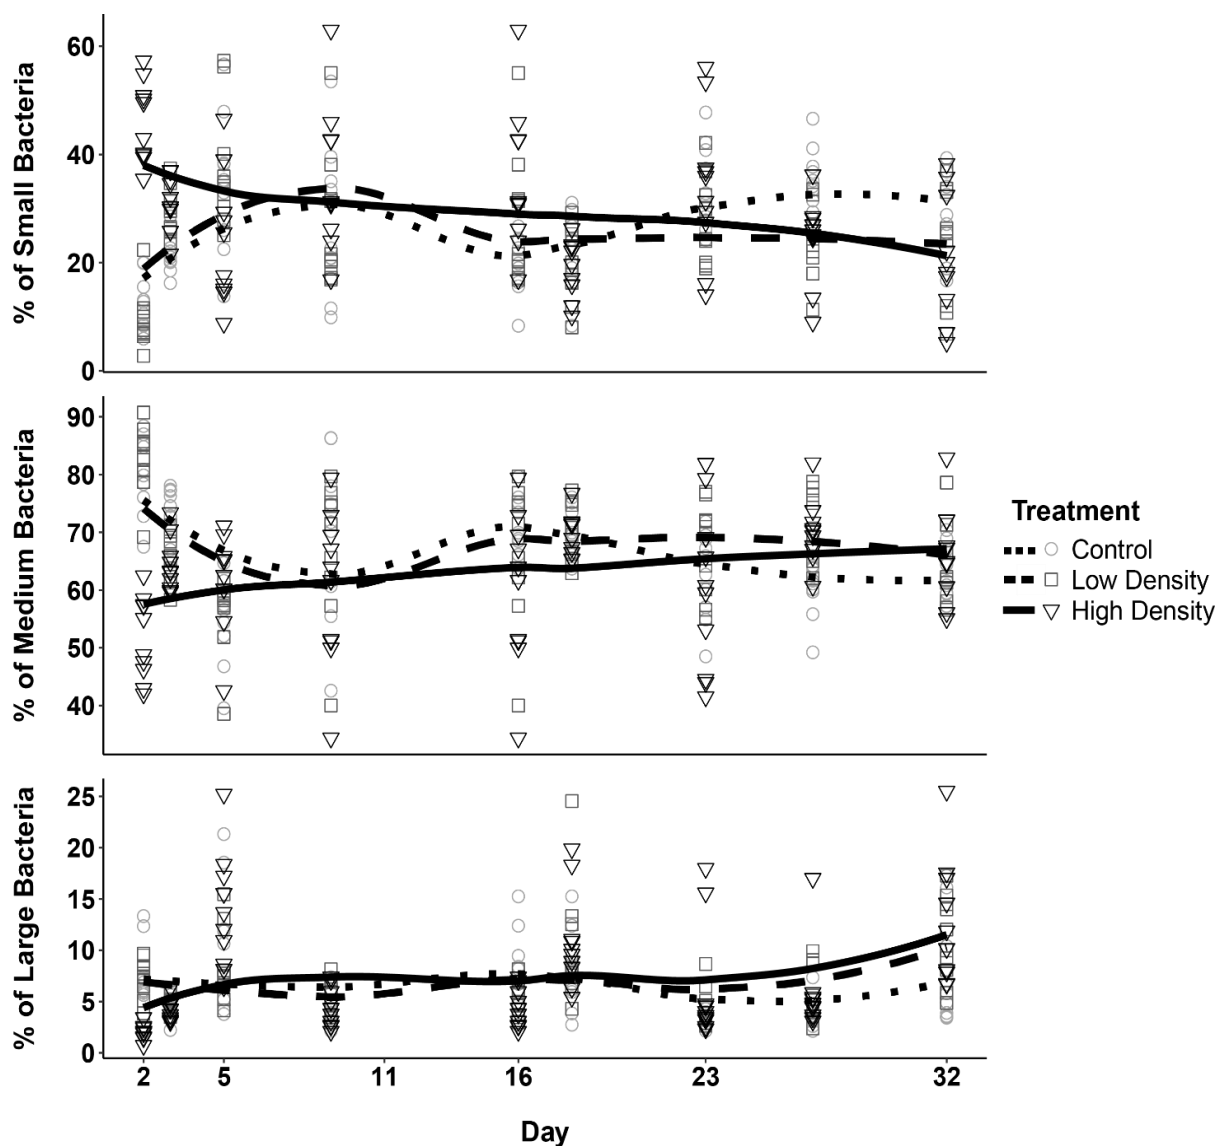 % of Small Bacteria
60
40
20
0
% of Medium Bacteria
90
80
70
60
50
40
Treatment
Control
Low Density
High Density
% of Large Bacteria
25
20
15
10
5
0
2 5 11 16 23 32
Day